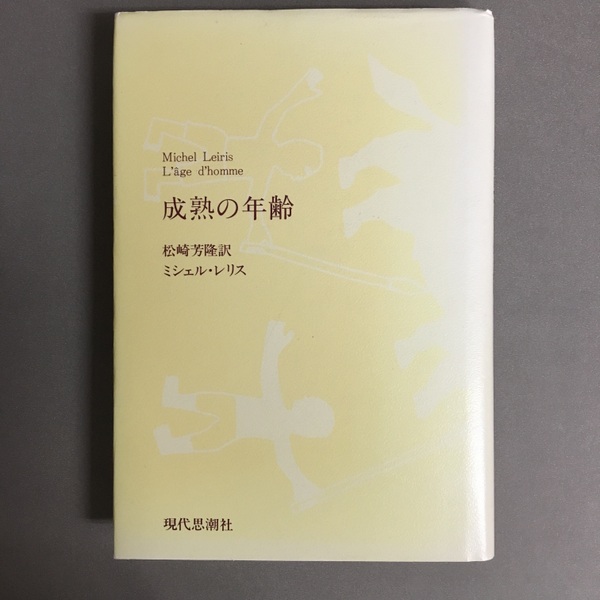 Michel Leiris
L'âge d'homme
成熟の年齢
松崎芳隆訳
ミシェル・レリス
現代思潮社